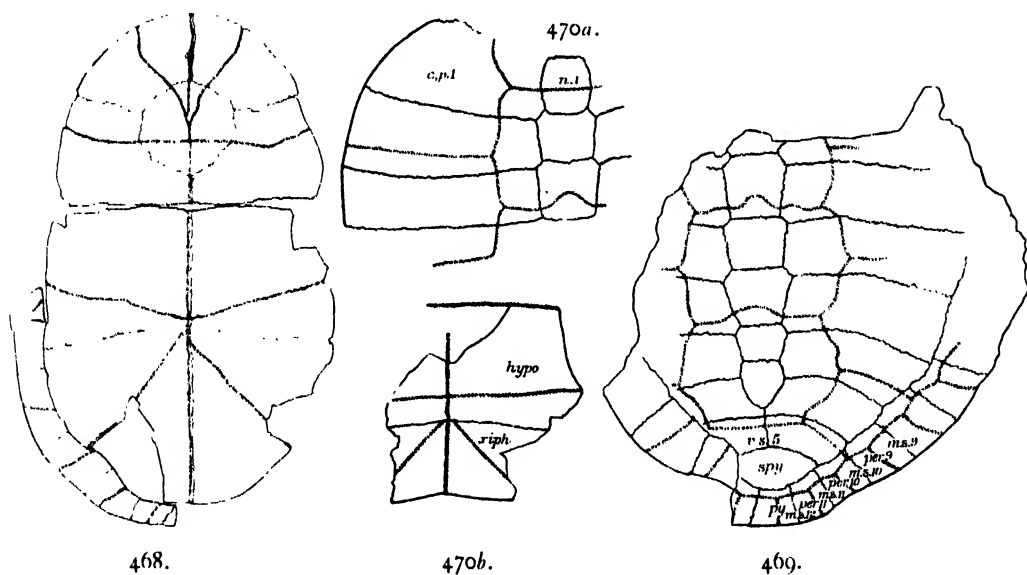 470a.
c.p.1
n.1
hypo
xiph
v.s.5
spy
m.s.9
per.9
m.s.10
per.10
m.s.11
per.11
m.s.12
py
468.
470b.
469.